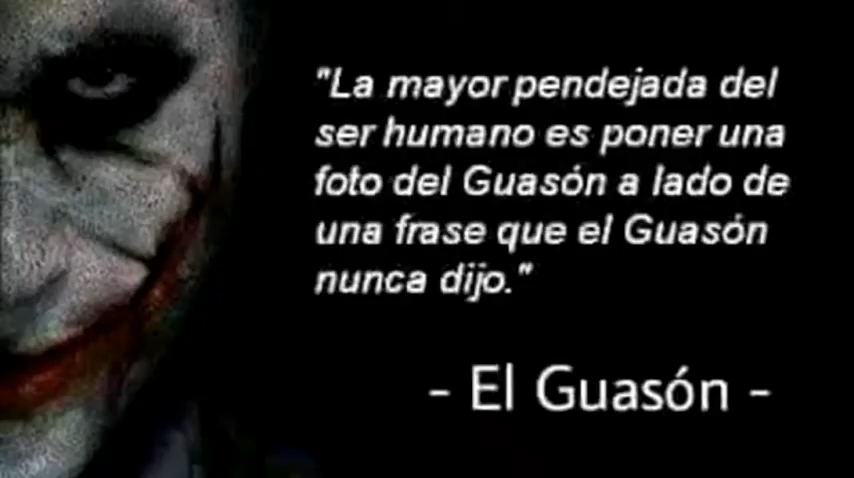 "La mayor pendejada del
ser humano es poner una
foto del Guasón a lado de
una frase que el Guasón
nunca dijo."
- El Guasón -